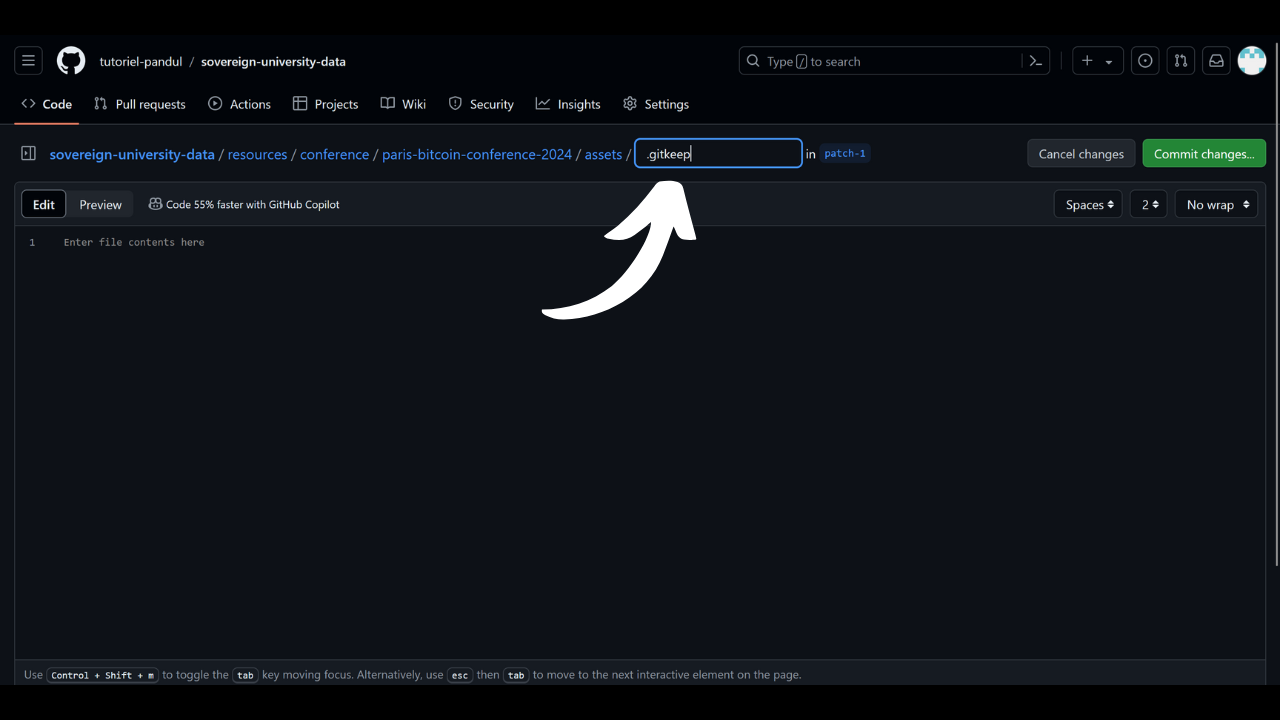 tutoriel-pandul / sovereign-university-data
Type / to search
Code Pull requests Actions Projects Wiki Security Insights Settings
sovereign-university-data / resources / conference / paris-bitcoin-conference-2024 / assets / .gitkeep in patch-1 Cancel changes Commit changes...
Edit Preview Code 55% faster with GitHub Copilot Spaces 2 No wrap
1 Enter file contents here
Use Control + Shift + m to toggle the tab key moving focus. Alternatively, use esc then tab to move to the next interactive element on the page.